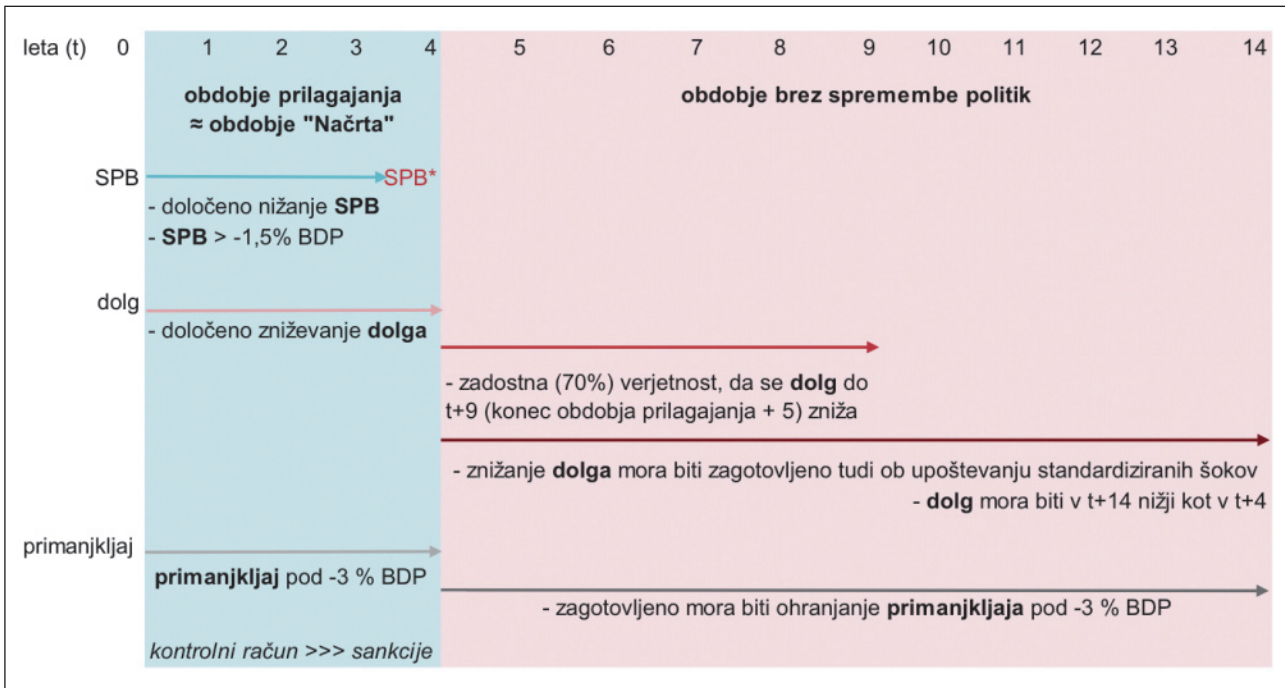 leta (t) 0 1 2 3 4 5 6 7 8 9 10 11 12 13 14
obdobje prilagajanja
≈ obdobje "Načrta"
obdobje brez spremembe politik
SPB
SPB*
- določeno nižanje SPB
- SPB > -1,5% BDP
dolg
- določeno zniževanje dolga
- zadostna (70%) verjetnost, da se dolg do
t+9 (konec obdobja prilagajanja + 5) zniža
- znižanje dolga mora biti zagotovljeno tudi ob upoštevanju standardiziranih šokov
- dolg mora biti v t+14 nižji kot v t+4
primanjkljaj
primanjkljaj pod -3 % BDP
- zagotovljeno mora biti ohranjanje primanjkljaja pod -3 % BDP
kontrolni račun >>> sankcije